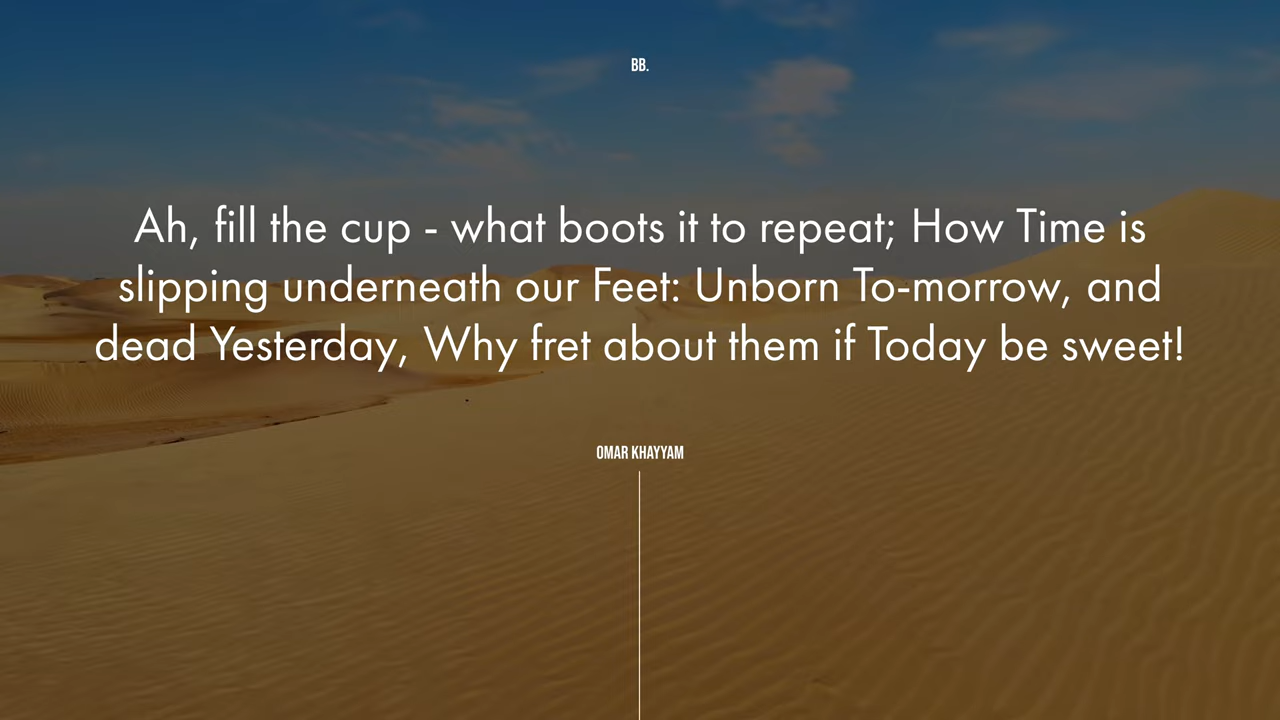 BB.
Ah, fill the cup - what boots it to repeat; How Time is
slipping underneath our Feet: Unborn To-morrow, and
dead Yesterday, Why fret about them if Today be sweet!
OMAR KHAYYAM